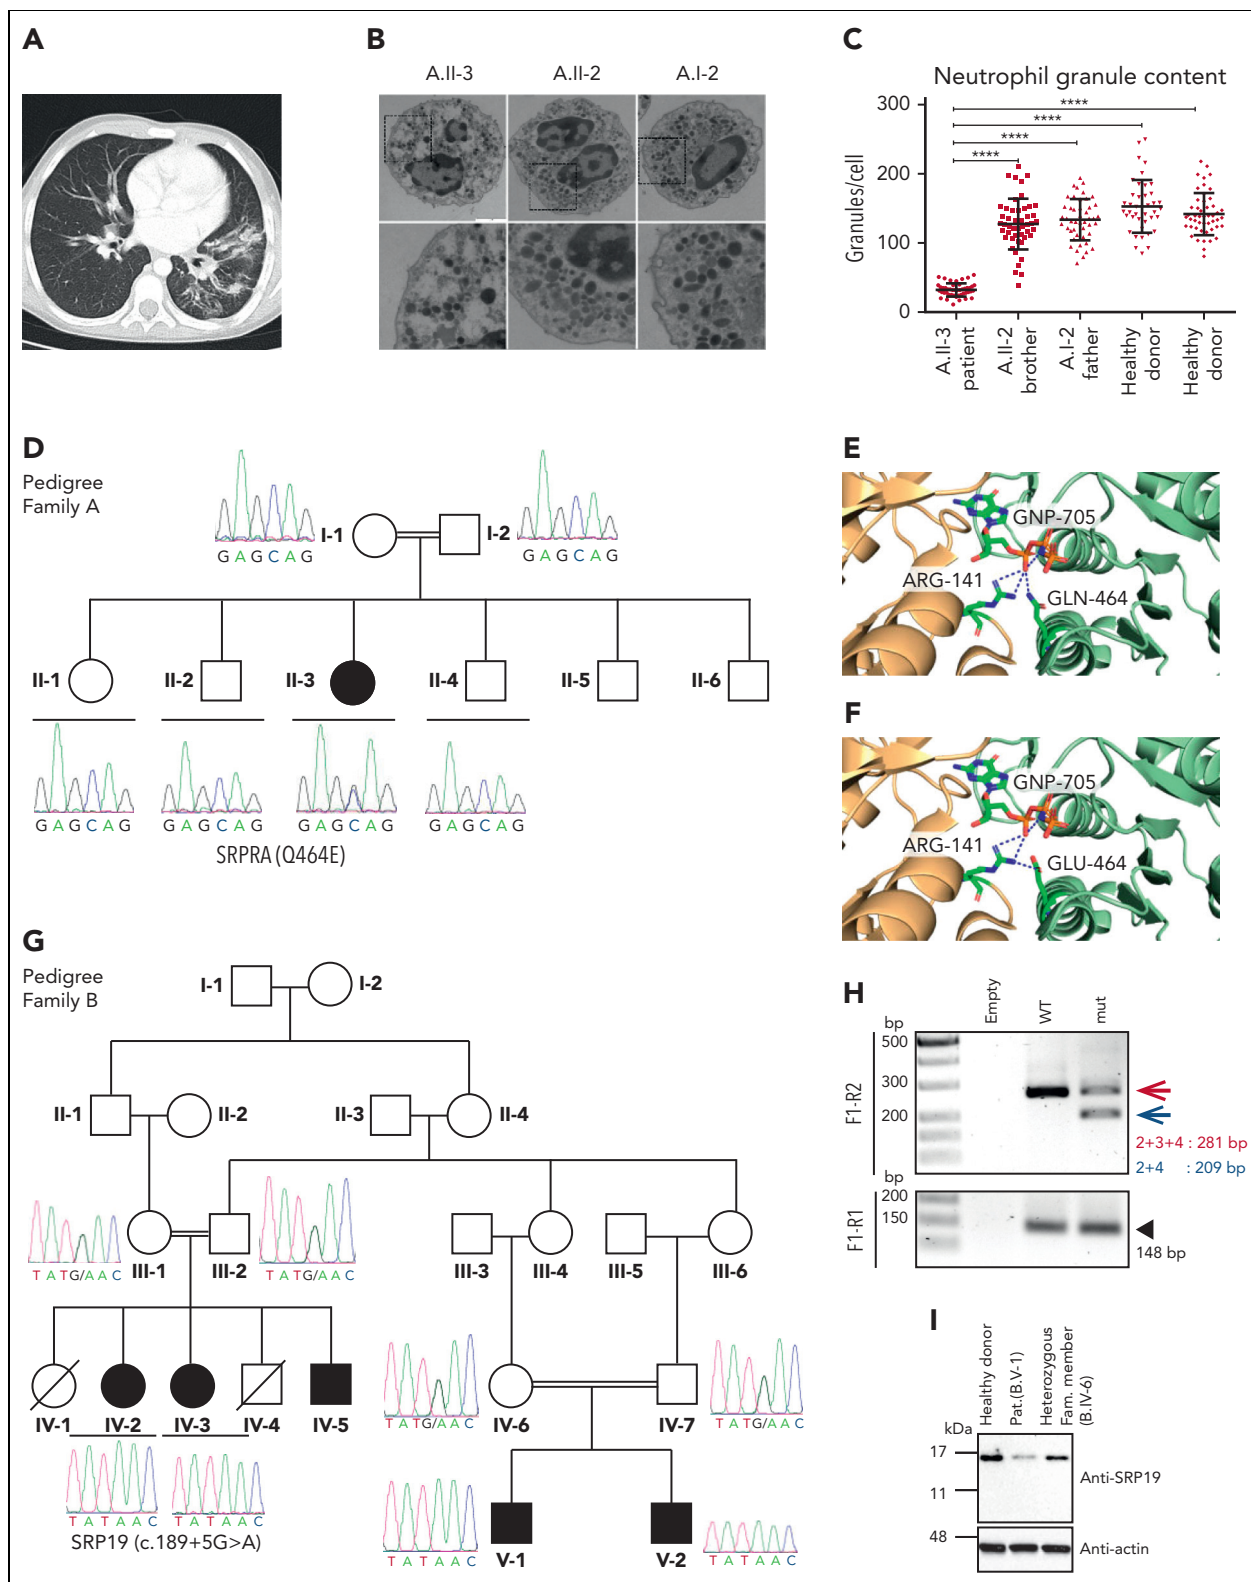 A
B
A.II-3
A.II-2
A.I-2
C
Neutrophil granule content
Granules/cell
300
200
100
0
****
****
****
****
A.II-3
patient
A.II-2
brother
A.I-2
father
Healthy
donor
Healthy
donor
D
Pedigree
Family A
G A G C A G
I-1
I-2
G A G C A G
II-1
II-2
II-3
II-4
II-5
II-6
G A G C A G
G A G C A G
G A G C A G
G A G C A G
SRPRA (Q464E)
E
GNP-705
ARG-141
GLN-464
F
GNP-705
ARG-141
GLU-464
G
Pedigree
Family B
I-1
I-2
II-1
II-2
II-3
II-4
T A T G/A A C
III-1
III-2
T A T G/A A C
III-3
III-4
III-5
III-6
IV-1
IV-2
IV-3
IV-4
IV-5
T A T A A C
T A T A A C
SRP19 (c.189+5G>A)
T A T G/A A C
IV-6
IV-7
T A T G/A A C
T A T A A C
V-1
V-2
T A T A A C
H
Empty
WT
mut
bp
500
300
200
F1-R2
2+3+4 : 281 bp
2+4 : 209 bp
bp
200
150
F1-R1
148 bp
I
Healthy donor
Pat.(B.V-1)
Heterozygous
Fam. member
(B.IV-6)
kDa
17
11
Anti-SRP19
48
Anti-actin